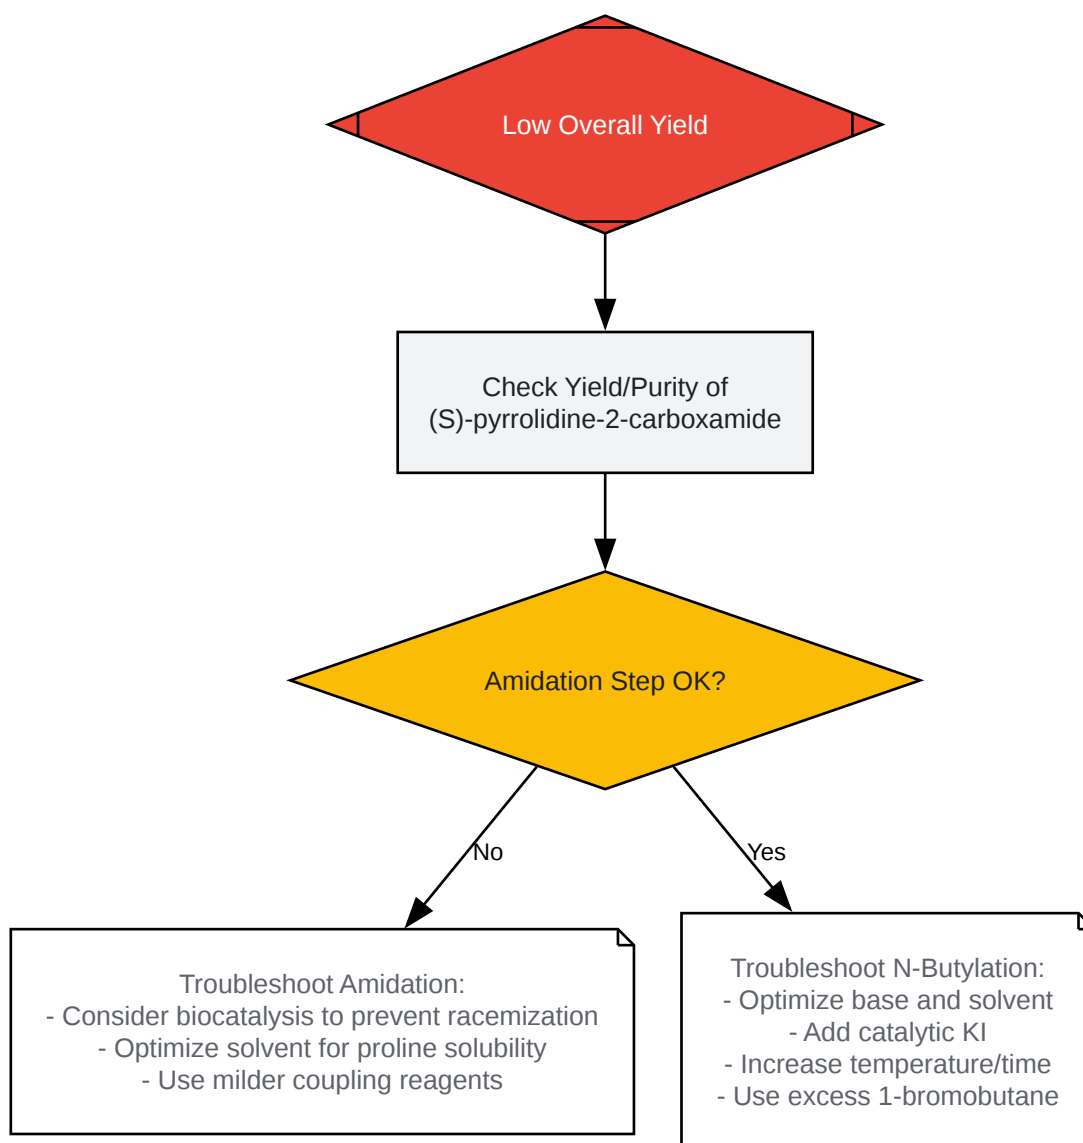 Low Overall Yield
Check Yield/Purity of
(S)-pyrrolidine-2-carboxamide
Amidation Step OK?
No
Yes
Troubleshoot Amidation:
- Consider biocatalysis to prevent racemization
- Optimize solvent for proline solubility
- Use milder coupling reagents
Troubleshoot N-Butylation:
- Optimize base and solvent
- Add catalytic KI
- Increase temperature/time
- Use excess 1-bromobutane